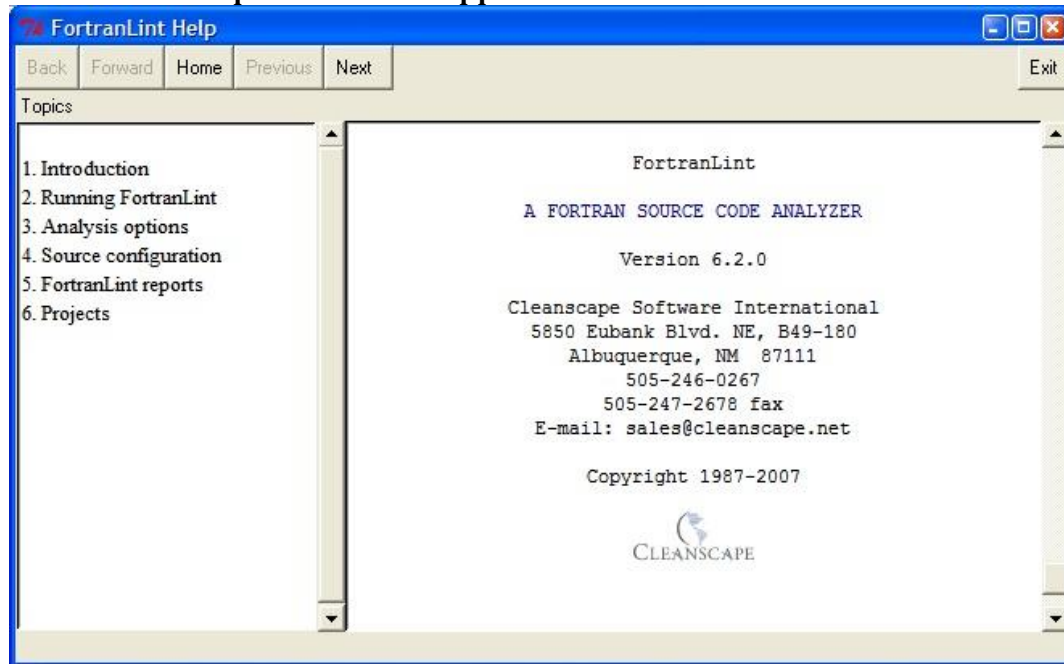 FortranLint Help
Back Forward Home Previous Next Exit
Topics
1. Introduction
2. Running FortranLint
3. Analysis options
4. Source configuration
5. FortranLint reports
6. Projects
FortranLint
A FORTRAN SOURCE CODE ANALYZER
Version 6.2.0
Cleanscape Software International
5850 Eubank Blvd. NE, B49-180
Albuquerque, NM 87111
505-246-0267
505-247-2678 fax
E-mail: sales@cleanscape.net
Copyright 1987-2007
CLEANSCAPE